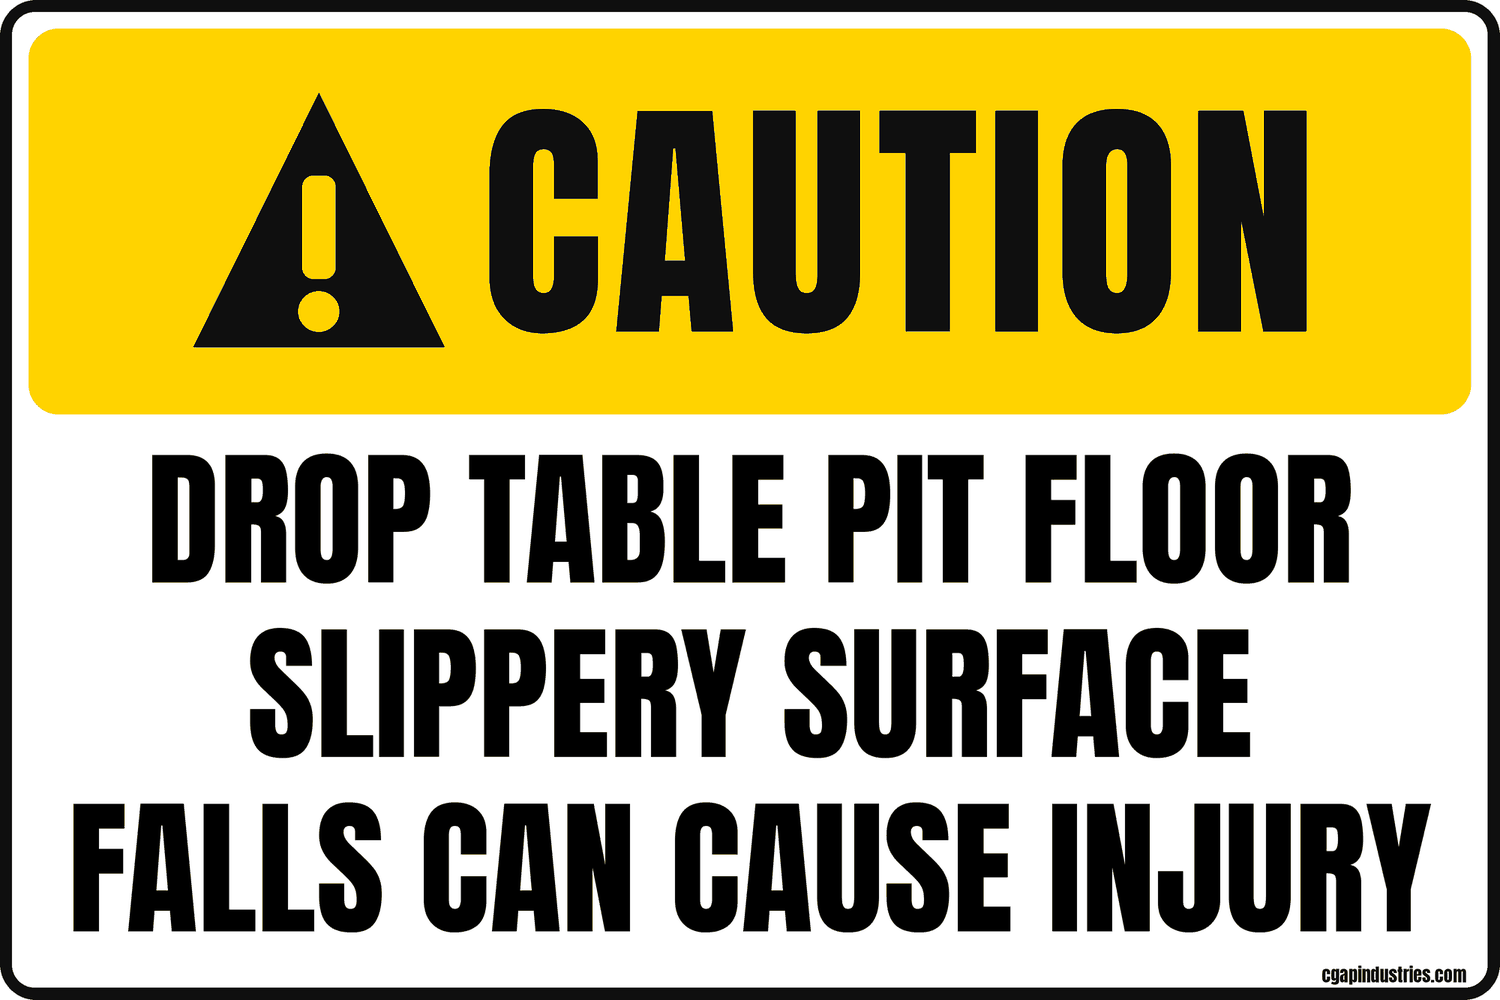 CAUTION
DROP TABLE PIT FLOOR
SLIPPERY SURFACE
FALLS CAN CAUSE INJURY
cgapindustries.com